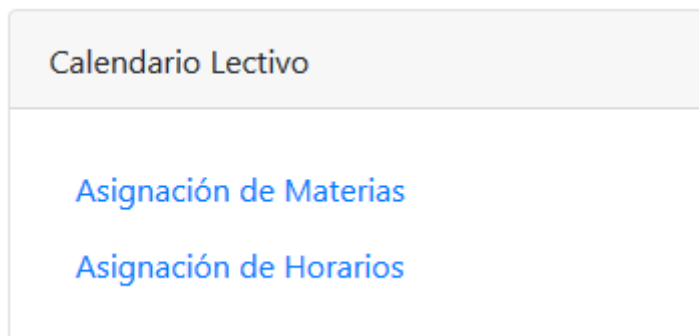 Calendario Lectivo
Asignación de Materias
Asignación de Horarios